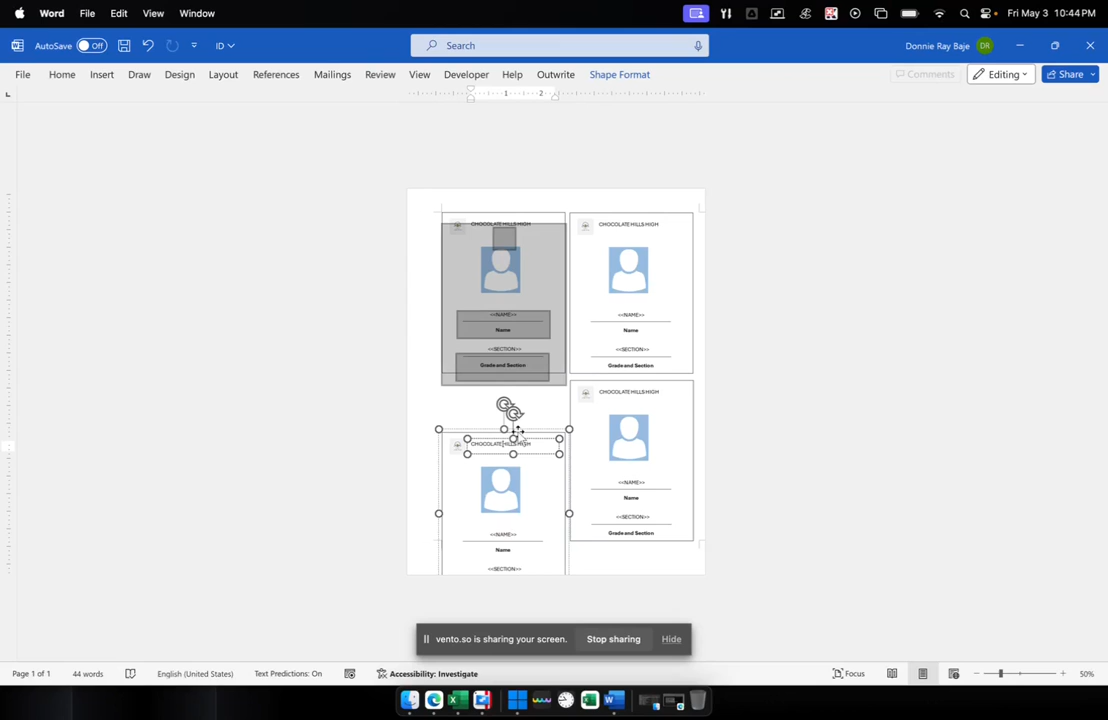 Word File Edit View Window Fri May 3 10:44PM
AutoSave Off ID Search Donnie Ray Baje DR
File Home Insert Draw Design Layout References Mailings Review View Developer Help Outwrite Shape Format Comments Editing Share
1 2
CHOCOLATE HILLS HIGH
<<NAME>>
Name
<<SECTION>>
Grade and Section
CHOCOLATE HILLS HIGH
<<NAME>>
Name
<<SECTION>>
Grade and Section
CHOCOLATE HILLS HIGH
<<NAME>>
Name
<<SECTION>>
CHOCOLATE HILLS HIGH
<<NAME>>
Name
<<SECTION>>
Grade and Section
vento.so is sharing your screen. Stop sharing Hide
Page 1 of 1 44 words English (United States) Text Predictions: On Accessibility: Investigate Focus 50%